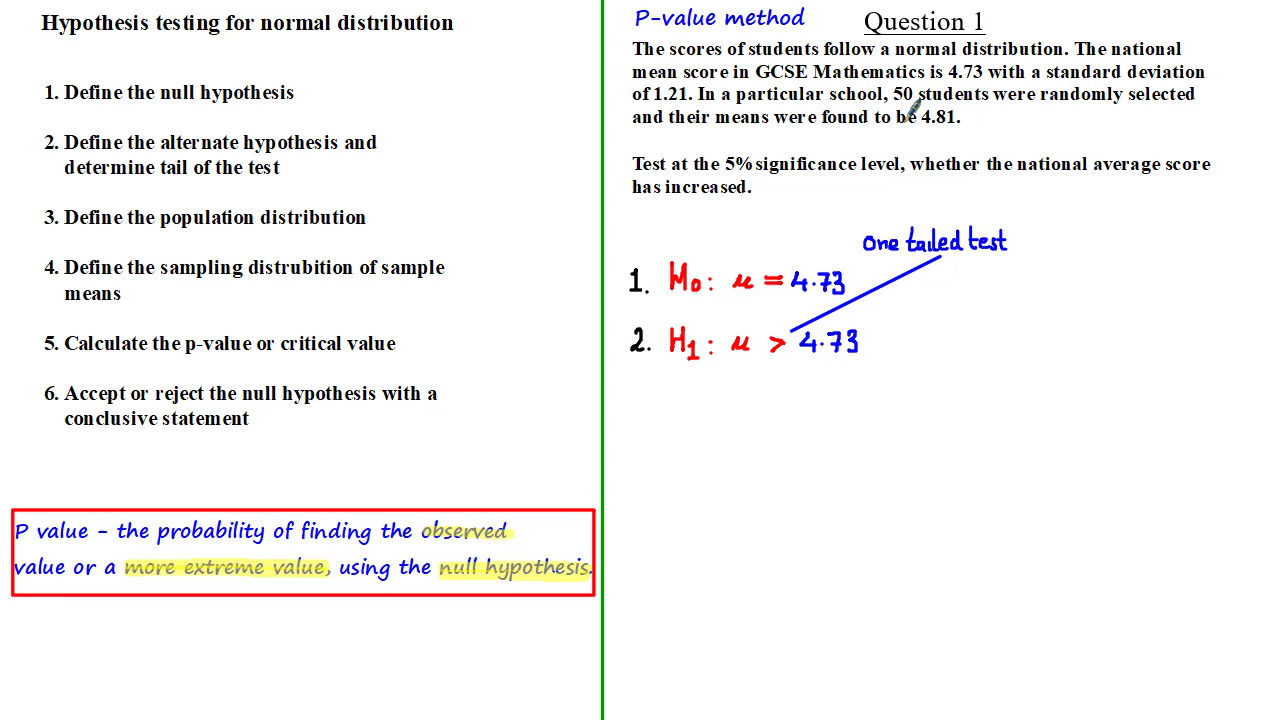 Hypothesis testing for normal distribution
1. Define the null hypothesis
2. Define the alternate hypothesis and
determine tail of the test
3. Define the population distribution
4. Define the sampling distrubition of sample
means
5. Calculate the p-value or critical value
6. Accept or reject the null hypothesis with a
conclusive statement
P value - the probability of finding the observed
value or a more extreme value, using the null hypothesis.
P-value method
Question 1
The scores of students follow a normal distribution. The national
mean score in GCSE Mathematics is 4.73 with a standard deviation
of 1.21. In a particular school, 50 students were randomly selected
and their means were found to be 4.81.
Test at the 5% significance level, whether the national average score
has increased.
One tailed test
1. H₀: μ = 4.73
2. H₁: μ > 4.73